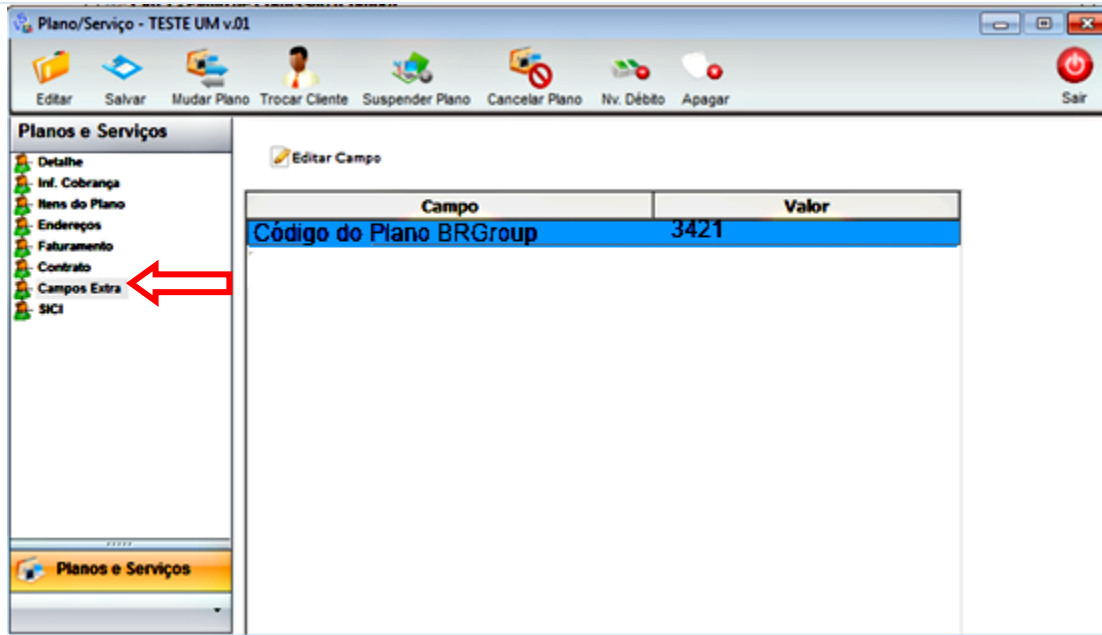 Plano/Serviço - TESTE UM v.01
Editar Salvar Mudar Plano Trocar Cliente Suspender Plano Cancelar Plano Nv. Débito Apagar Sair
Planos e Serviços
Detalhe
Inf. Cobrança
Itens do Plano
Endereços
Faturamento
Contrato
Campos Extra
SICI
Editar Campo
Campo Valor
Código do Plano BRGroup 3421
Planos e Serviços